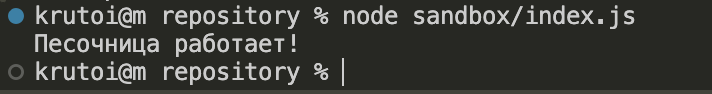 krutoi@m repository % node sandbox/index.js
Песочница работает!
krutoi@m repository %